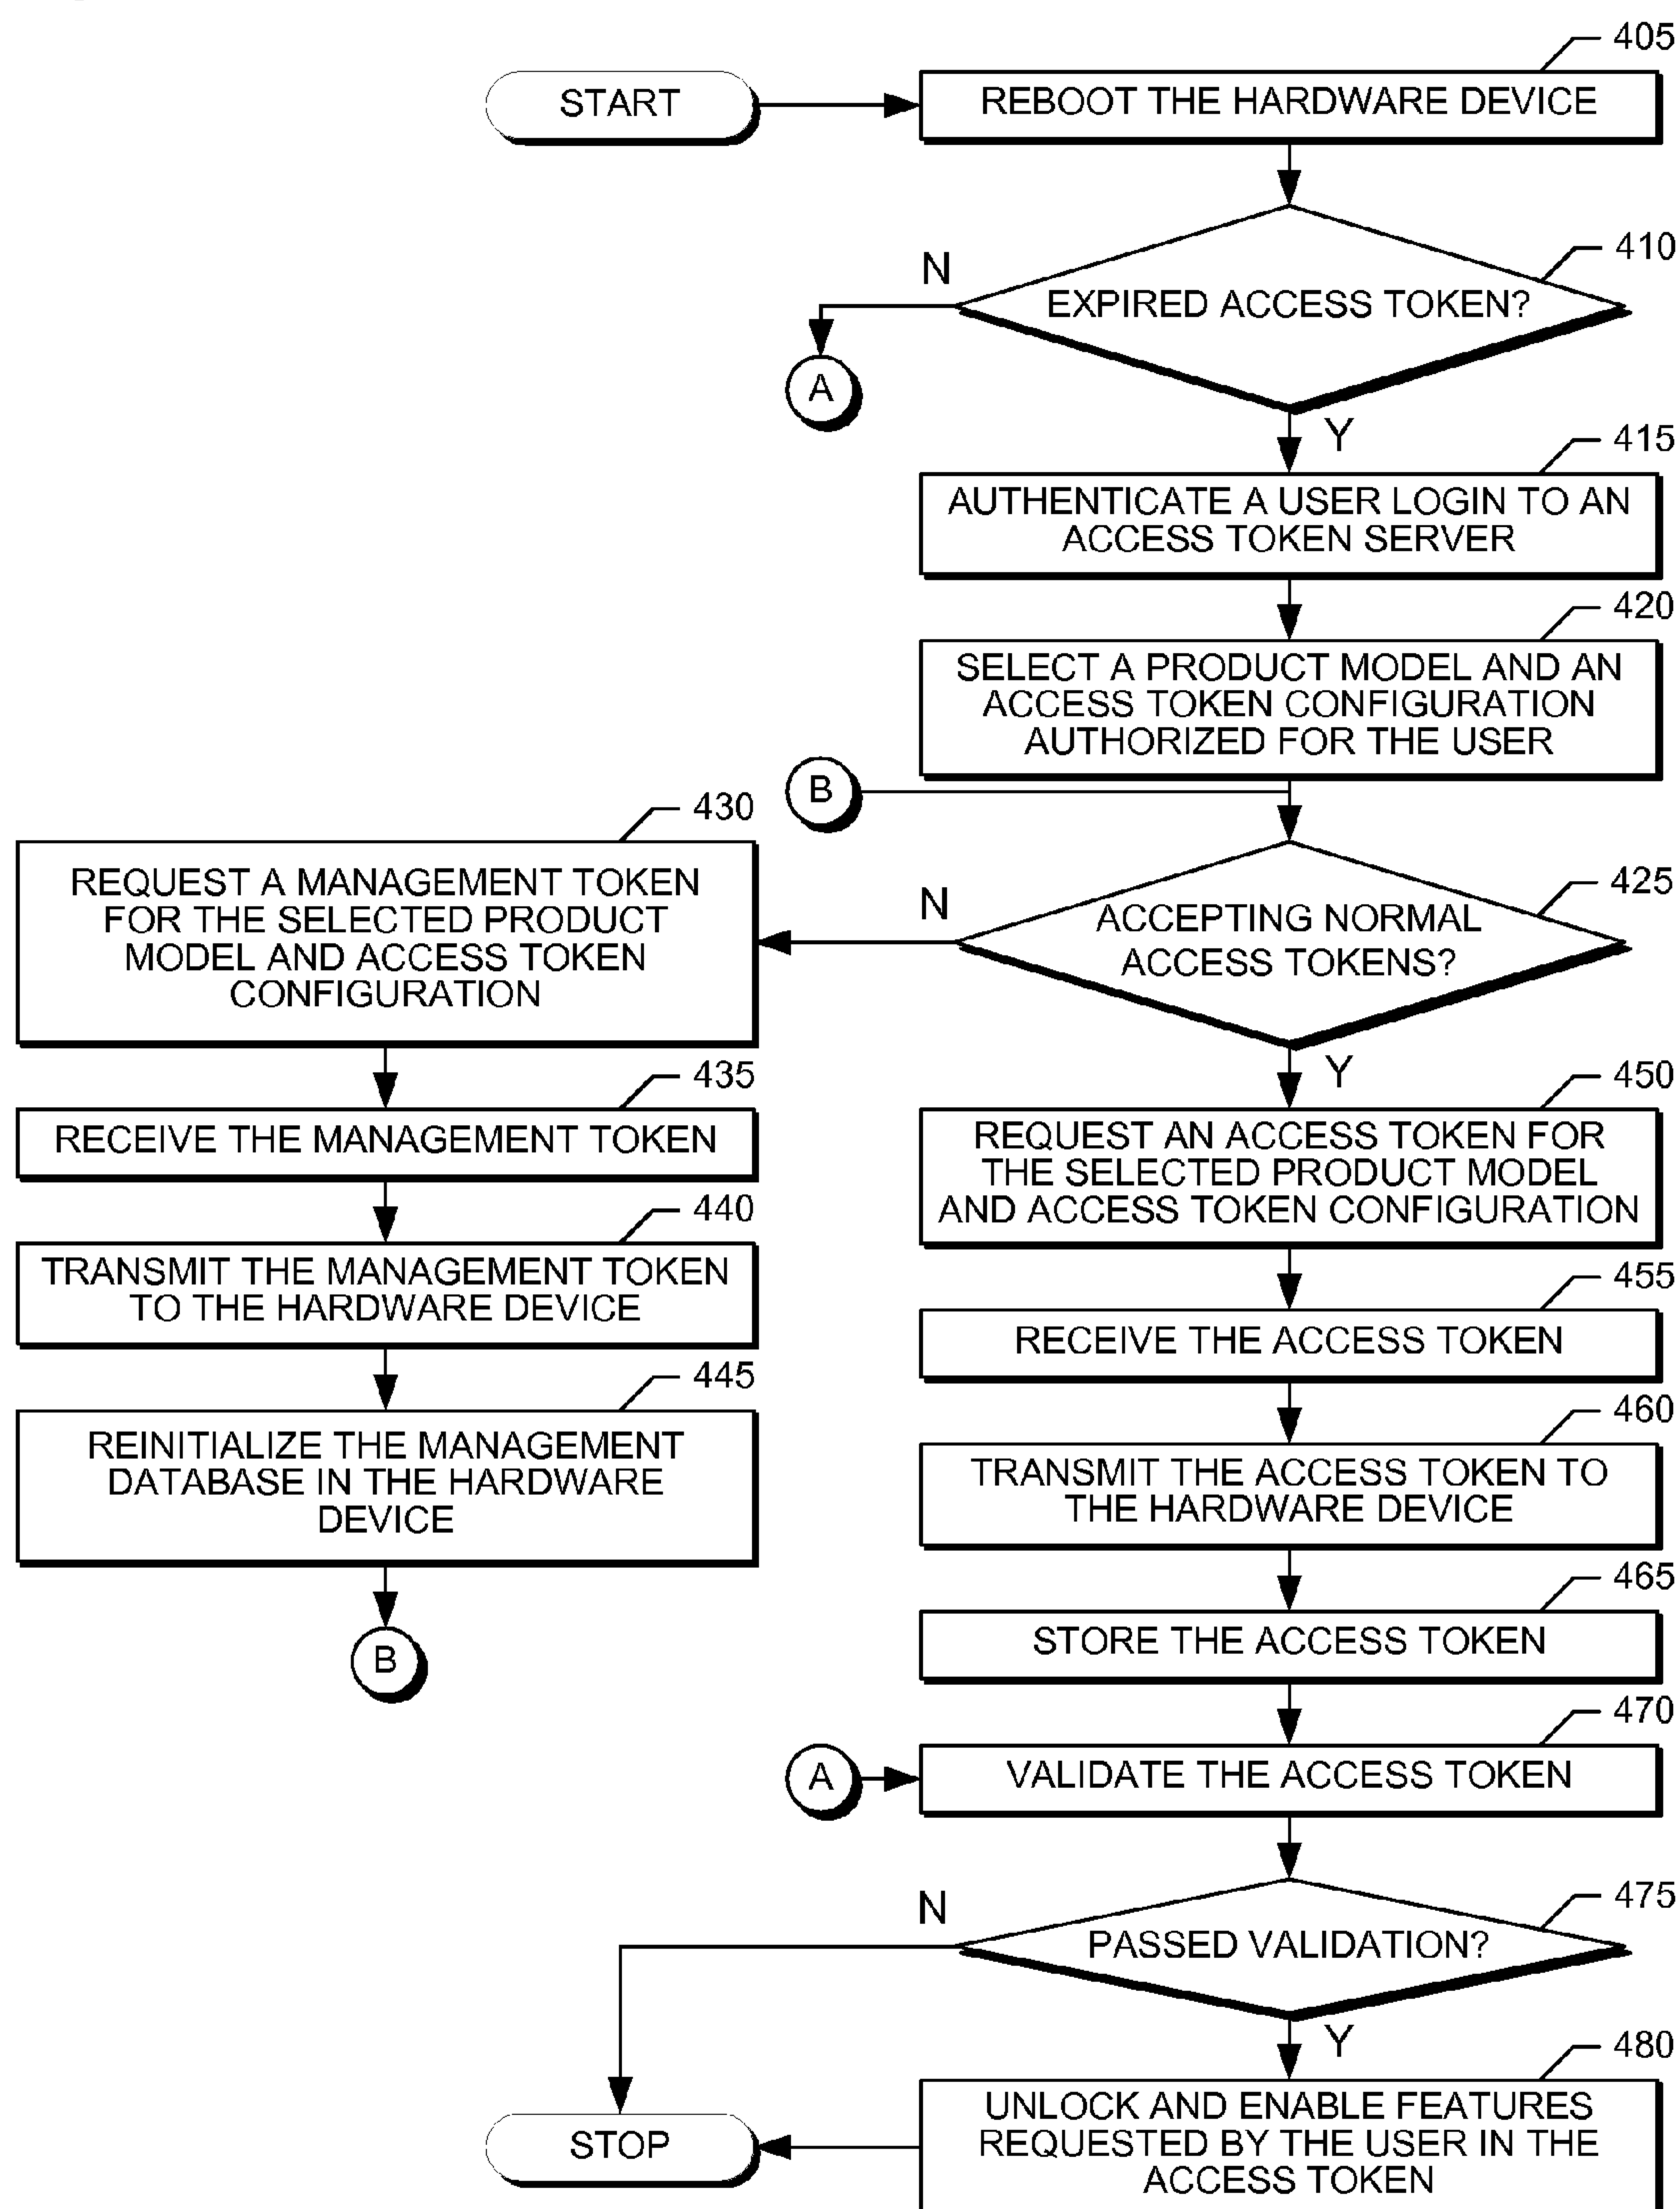 START
405
REBOOT THE HARDWARE DEVICE
410
N
EXPIRED ACCESS TOKEN?
A
Y
415
AUTHENTICATE A USER LOGIN TO AN
ACCESS TOKEN SERVER
420
SELECT A PRODUCT MODEL AND AN
ACCESS TOKEN CONFIGURATION
AUTHORIZED FOR THE USER
B
425
N
ACCEPTING NORMAL
ACCESS TOKENS?
Y
430
REQUEST A MANAGEMENT TOKEN
FOR THE SELECTED PRODUCT
MODEL AND ACCESS TOKEN
CONFIGURATION
435
RECEIVE THE MANAGEMENT TOKEN
440
TRANSMIT THE MANAGEMENT TOKEN
TO THE HARDWARE DEVICE
445
REINITIALIZE THE MANAGEMENT
DATABASE IN THE HARDWARE
DEVICE
B
450
REQUEST AN ACCESS TOKEN FOR
THE SELECTED PRODUCT MODEL
AND ACCESS TOKEN CONFIGURATION
455
RECEIVE THE ACCESS TOKEN
460
TRANSMIT THE ACCESS TOKEN TO
THE HARDWARE DEVICE
465
STORE THE ACCESS TOKEN
470
A
VALIDATE THE ACCESS TOKEN
475
N
PASSED VALIDATION?
Y
480
UNLOCK AND ENABLE FEATURES
REQUESTED BY THE USER IN THE
ACCESS TOKEN
STOP